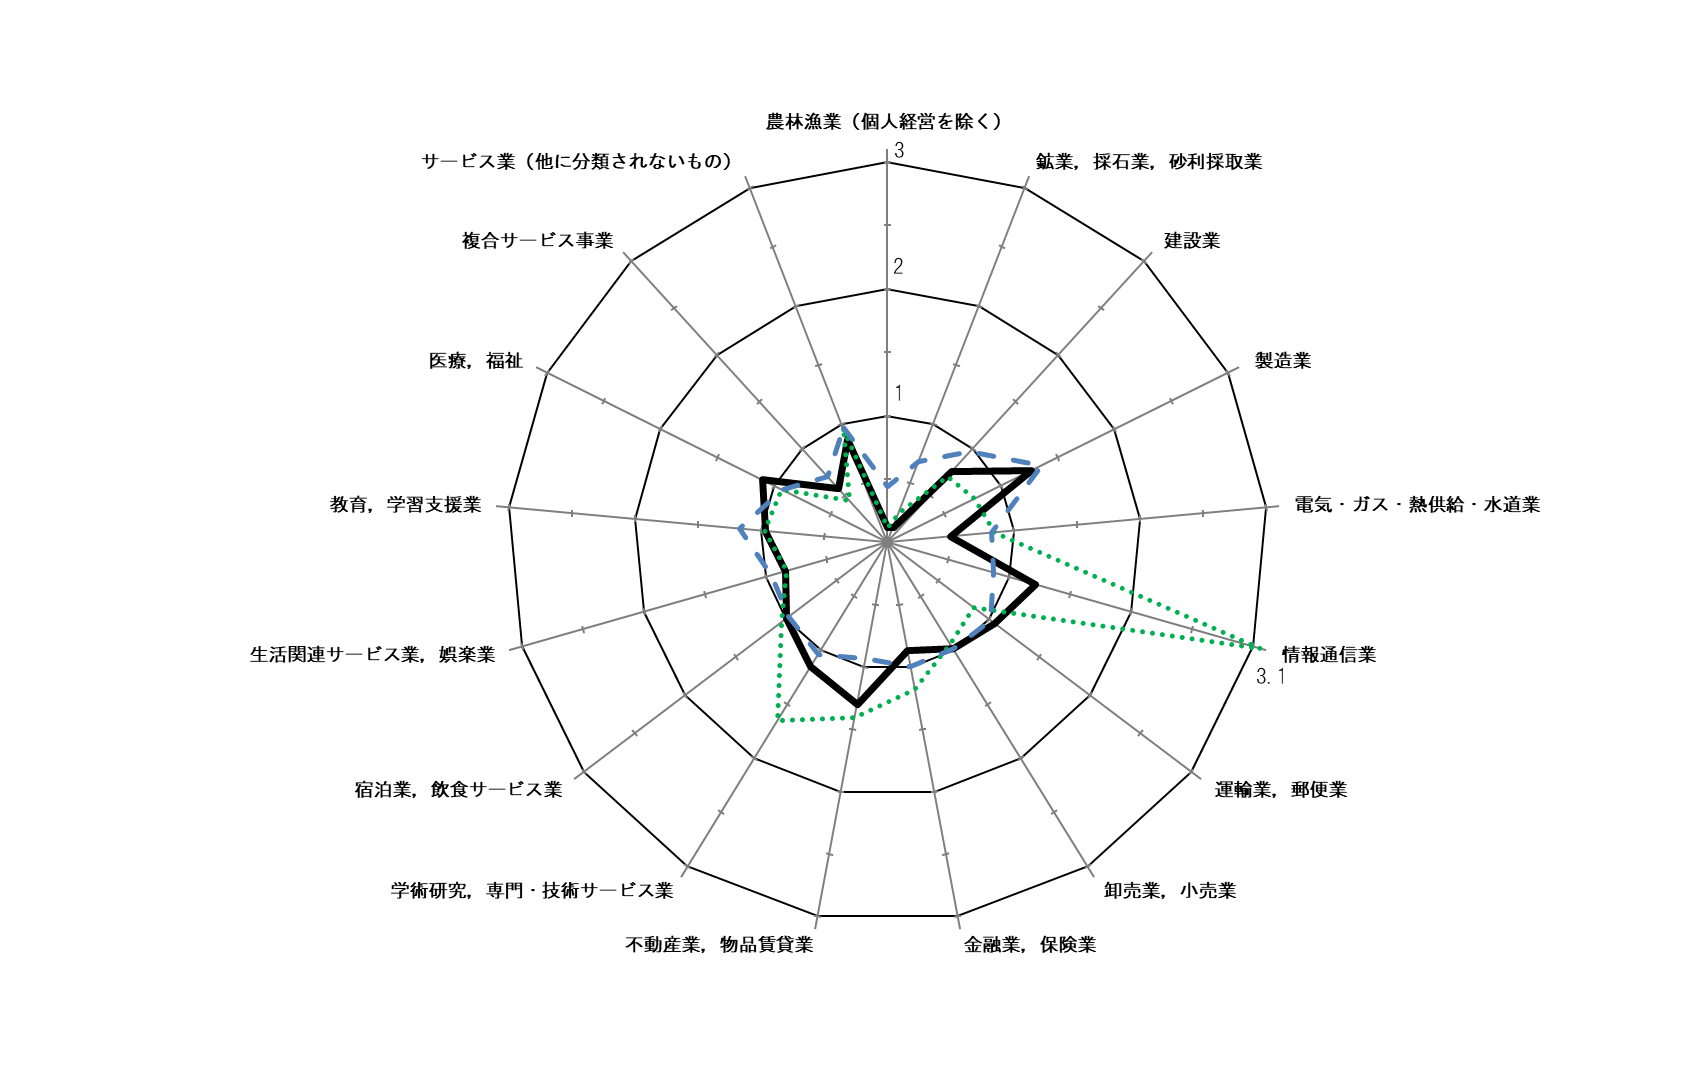 農林漁業（個人経営を除く）
3
サービス業（他に分類されないもの）
鉱業，採石業，砂利採取業
複合サービス事業
建設業
2
医療，福祉
製造業
1
教育，学習支援業
電気・ガス・熱供給・水道業
生活関連サービス業，娯楽業
情報通信業
3.1
宿泊業，飲食サービス業
運輸業，郵便業
学術研究，専門・技術サービス業
卸売業，小売業
不動産業，物品賃貸業
金融業，保険業